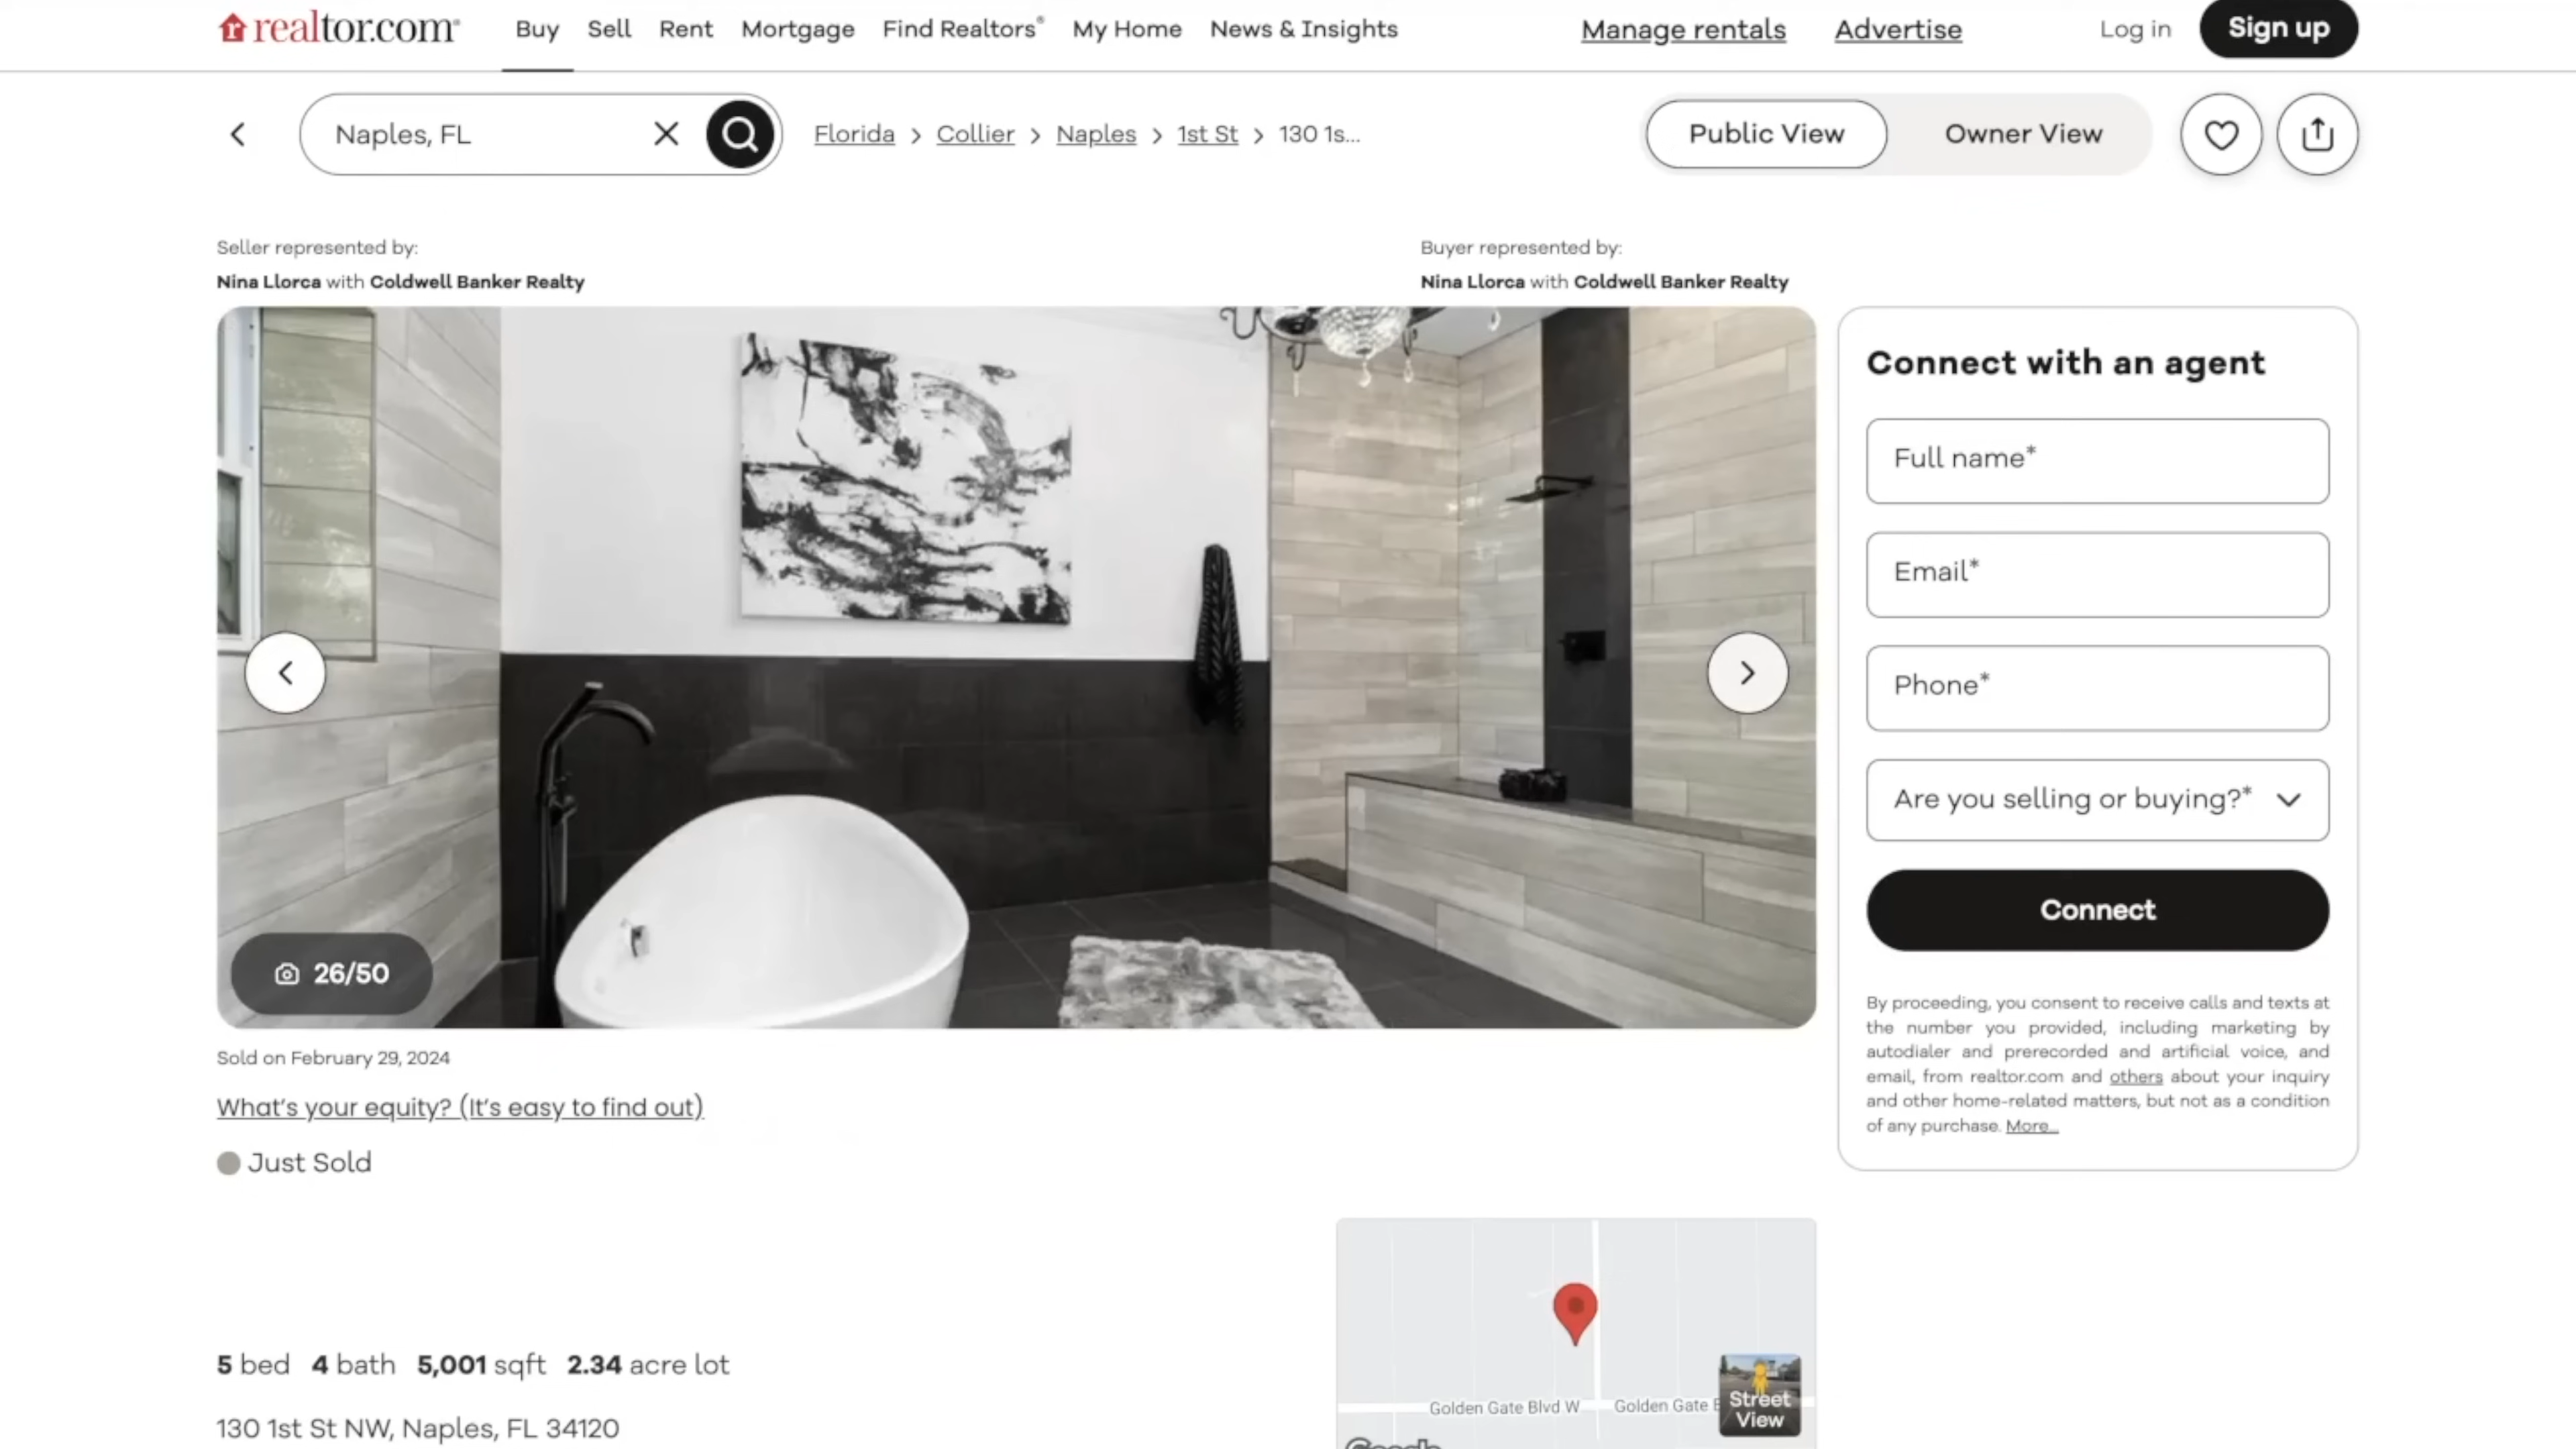 realtor.com®
Buy Sell Rent Mortgage Find Realtors® My Home News & Insights Manage rentals Advertise Log in Sign up
Naples, FL Florida > Collier > Naples > 1st St > 130 1s... Public View Owner View
Seller represented by: Buyer represented by:
Nina Llorca with Coldwell Banker Realty Nina Llorca with Coldwell Banker Realty
Connect with an agent
Full name*
Email*
Phone*
Are you selling or buying?*
Connect
By proceeding, you consent to receive calls and texts at
the number you provided, including marketing by
autodialer and prerecorded and artificial voice, and
email, from realtor.com and others about your inquiry
and other home-related matters, but not as a condition
of any purchase. More...
26/50
Sold on February 29, 2024
What's your equity? (It's easy to find out)
Just Sold
5 bed 4 bath 5,001 sqft 2.34 acre lot
130 1st St NW, Naples, FL 34120
Golden Gate Blvd W Golden Gate
Street
View
Google